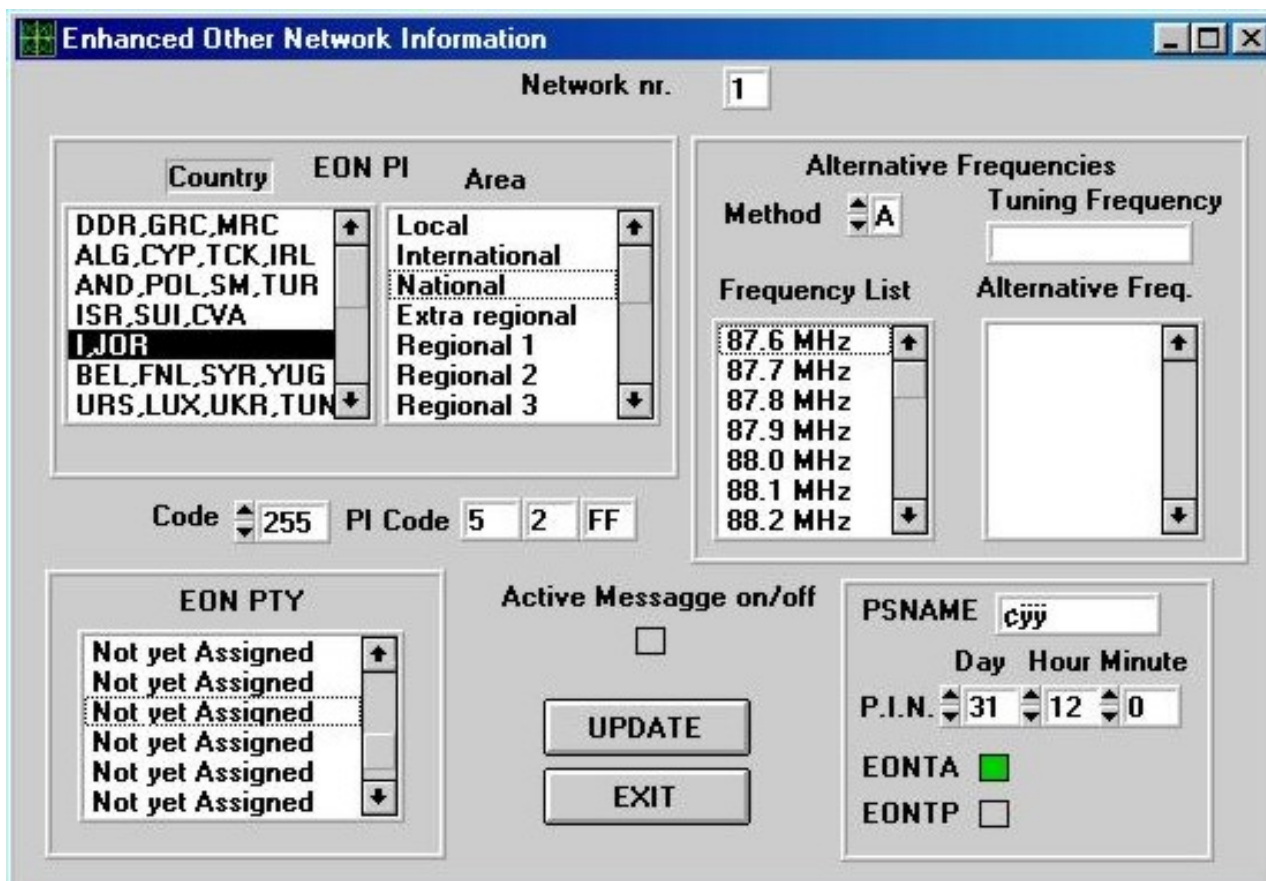 Enhanced Other Network Information
Network nr. 1
EON PI
Country
DDR,GRC,MRC
ALG,CYP,TCK,IRL
AND,POL,SM,TUR
ISR,SUI,CVA
I,JOR
BEL,FNL,SYR,YUG
URS,LUX,UKR,TUN
Area
Local
International
National
Extra regional
Regional 1
Regional 2
Regional 3
Alternative Frequencies
Method A
Tuning Frequency
Frequency List
87.6 MHz
87.7 MHz
87.8 MHz
87.9 MHz
88.0 MHz
88.1 MHz
88.2 MHz
Alternative Freq.
Code 255 PI Code 5 2 FF
EON PTY
Not yet Assigned
Not yet Assigned
Not yet Assigned
Not yet Assigned
Not yet Assigned
Not yet Assigned
Active Messagge on/off
UPDATE
EXIT
PSNAME cÿÿ
Day Hour Minute
P.I.N. 31 12 0
EONTA
EONTP